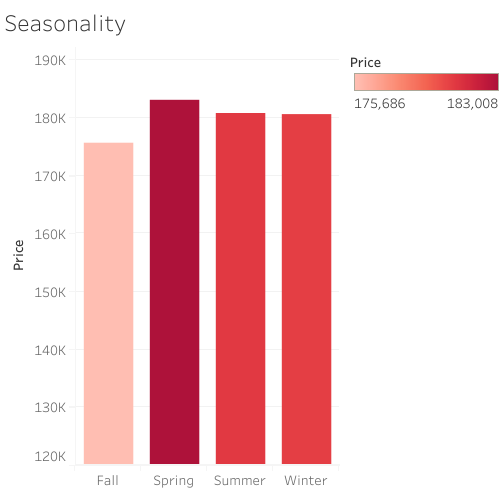 Seasonality
Price
175,686 183,008
190K
180K
170K
160K
150K
140K
130K
120K
Price
Fall Spring Summer Winter